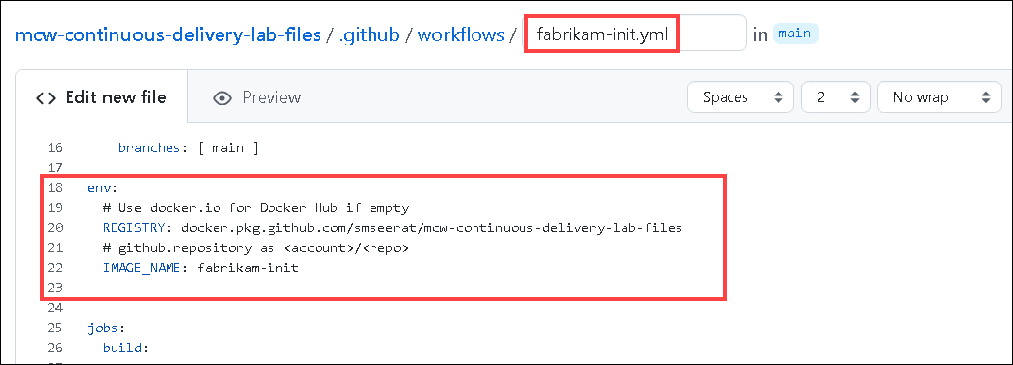 mcw-continuous-delivery-lab-files / .github / workflows / fabrikam-init.yml in main
<> Edit new file Preview Spaces 2 No wrap
16 branches: [ main ]
17
18 env:
19 # Use docker.io for Docker Hub if empty
20 REGISTRY: docker.pkg.github.com/smseerat/mcw-continuous-delivery-lab-files
21 # github.repository as <account>/<repo>
22 IMAGE_NAME: fabrikam-init
23
24
25 jobs:
26 build: